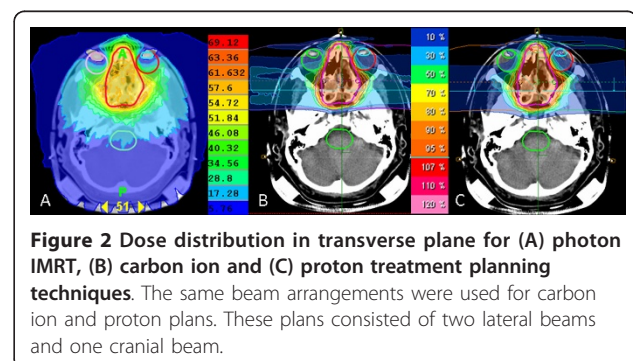 A
69.12
63.36
61.632
57.6
54.72
51.84
46.08
40.32
34.56
28.8
17.28
5.76
P
51
A
10 %
30 %
50 %
70 %
80 %
90 %
95 %
107 %
110 %
120 %
B
C
Figure 2 Dose distribution in transverse plane for (A) photon
IMRT, (B) carbon ion and (C) proton treatment planning
techniques. The same beam arrangements were used for carbon
ion and proton plans. These plans consisted of two lateral beams
and one cranial beam.